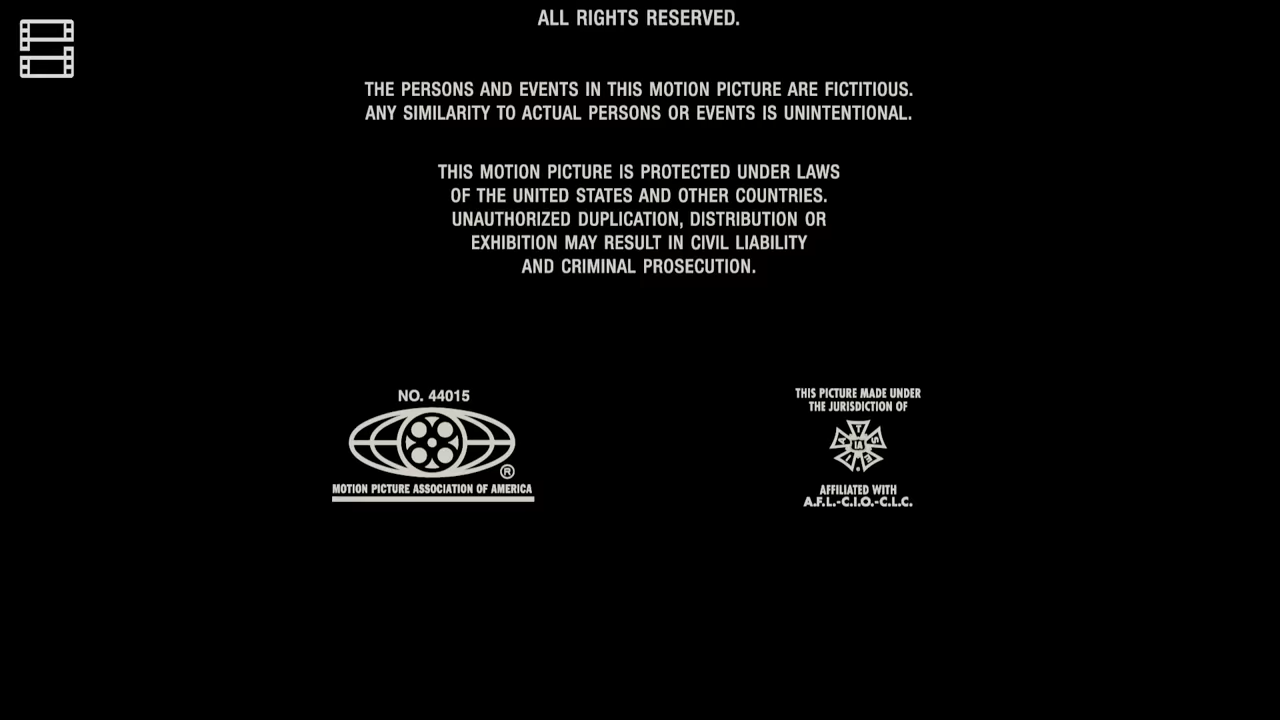 ALL RIGHTS RESERVED.
THE PERSONS AND EVENTS IN THIS MOTION PICTURE ARE FICTITIOUS.
ANY SIMILARITY TO ACTUAL PERSONS OR EVENTS IS UNINTENTIONAL.
THIS MOTION PICTURE IS PROTECTED UNDER LAWS
OF THE UNITED STATES AND OTHER COUNTRIES.
UNAUTHORIZED DUPLICATION, DISTRIBUTION OR
EXHIBITION MAY RESULT IN CIVIL LIABILITY
AND CRIMINAL PROSECUTION.
NO. 44015
®
MOTION PICTURE ASSOCIATION OF AMERICA
THIS PICTURE MADE UNDER
THE JURISDICTION OF
I A T S E
IA
AFFILIATED WITH
A.F.L.-C.I.O.-C.L.C.